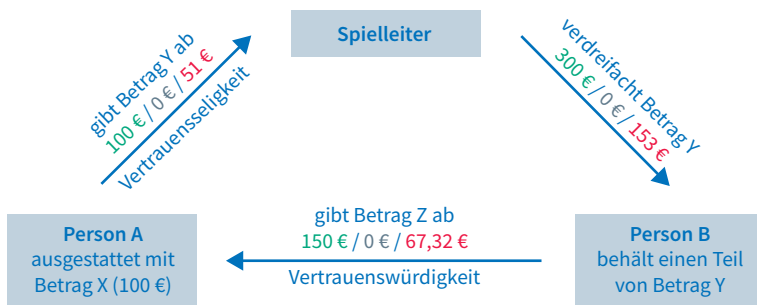 Spielleiter
gibt Betrag Y ab
100 € / 0 € / 51 €
Vertrauensseligkeit
verdreifacht Betrag Y
300 € / 0 € / 153 €
Person A
ausgestattet mit
Betrag X (100 €)
gibt Betrag Z ab
150 € / 0 € / 67,32 €
Vertrauenswürdigkeit
Person B
behält einen Teil
von Betrag Y